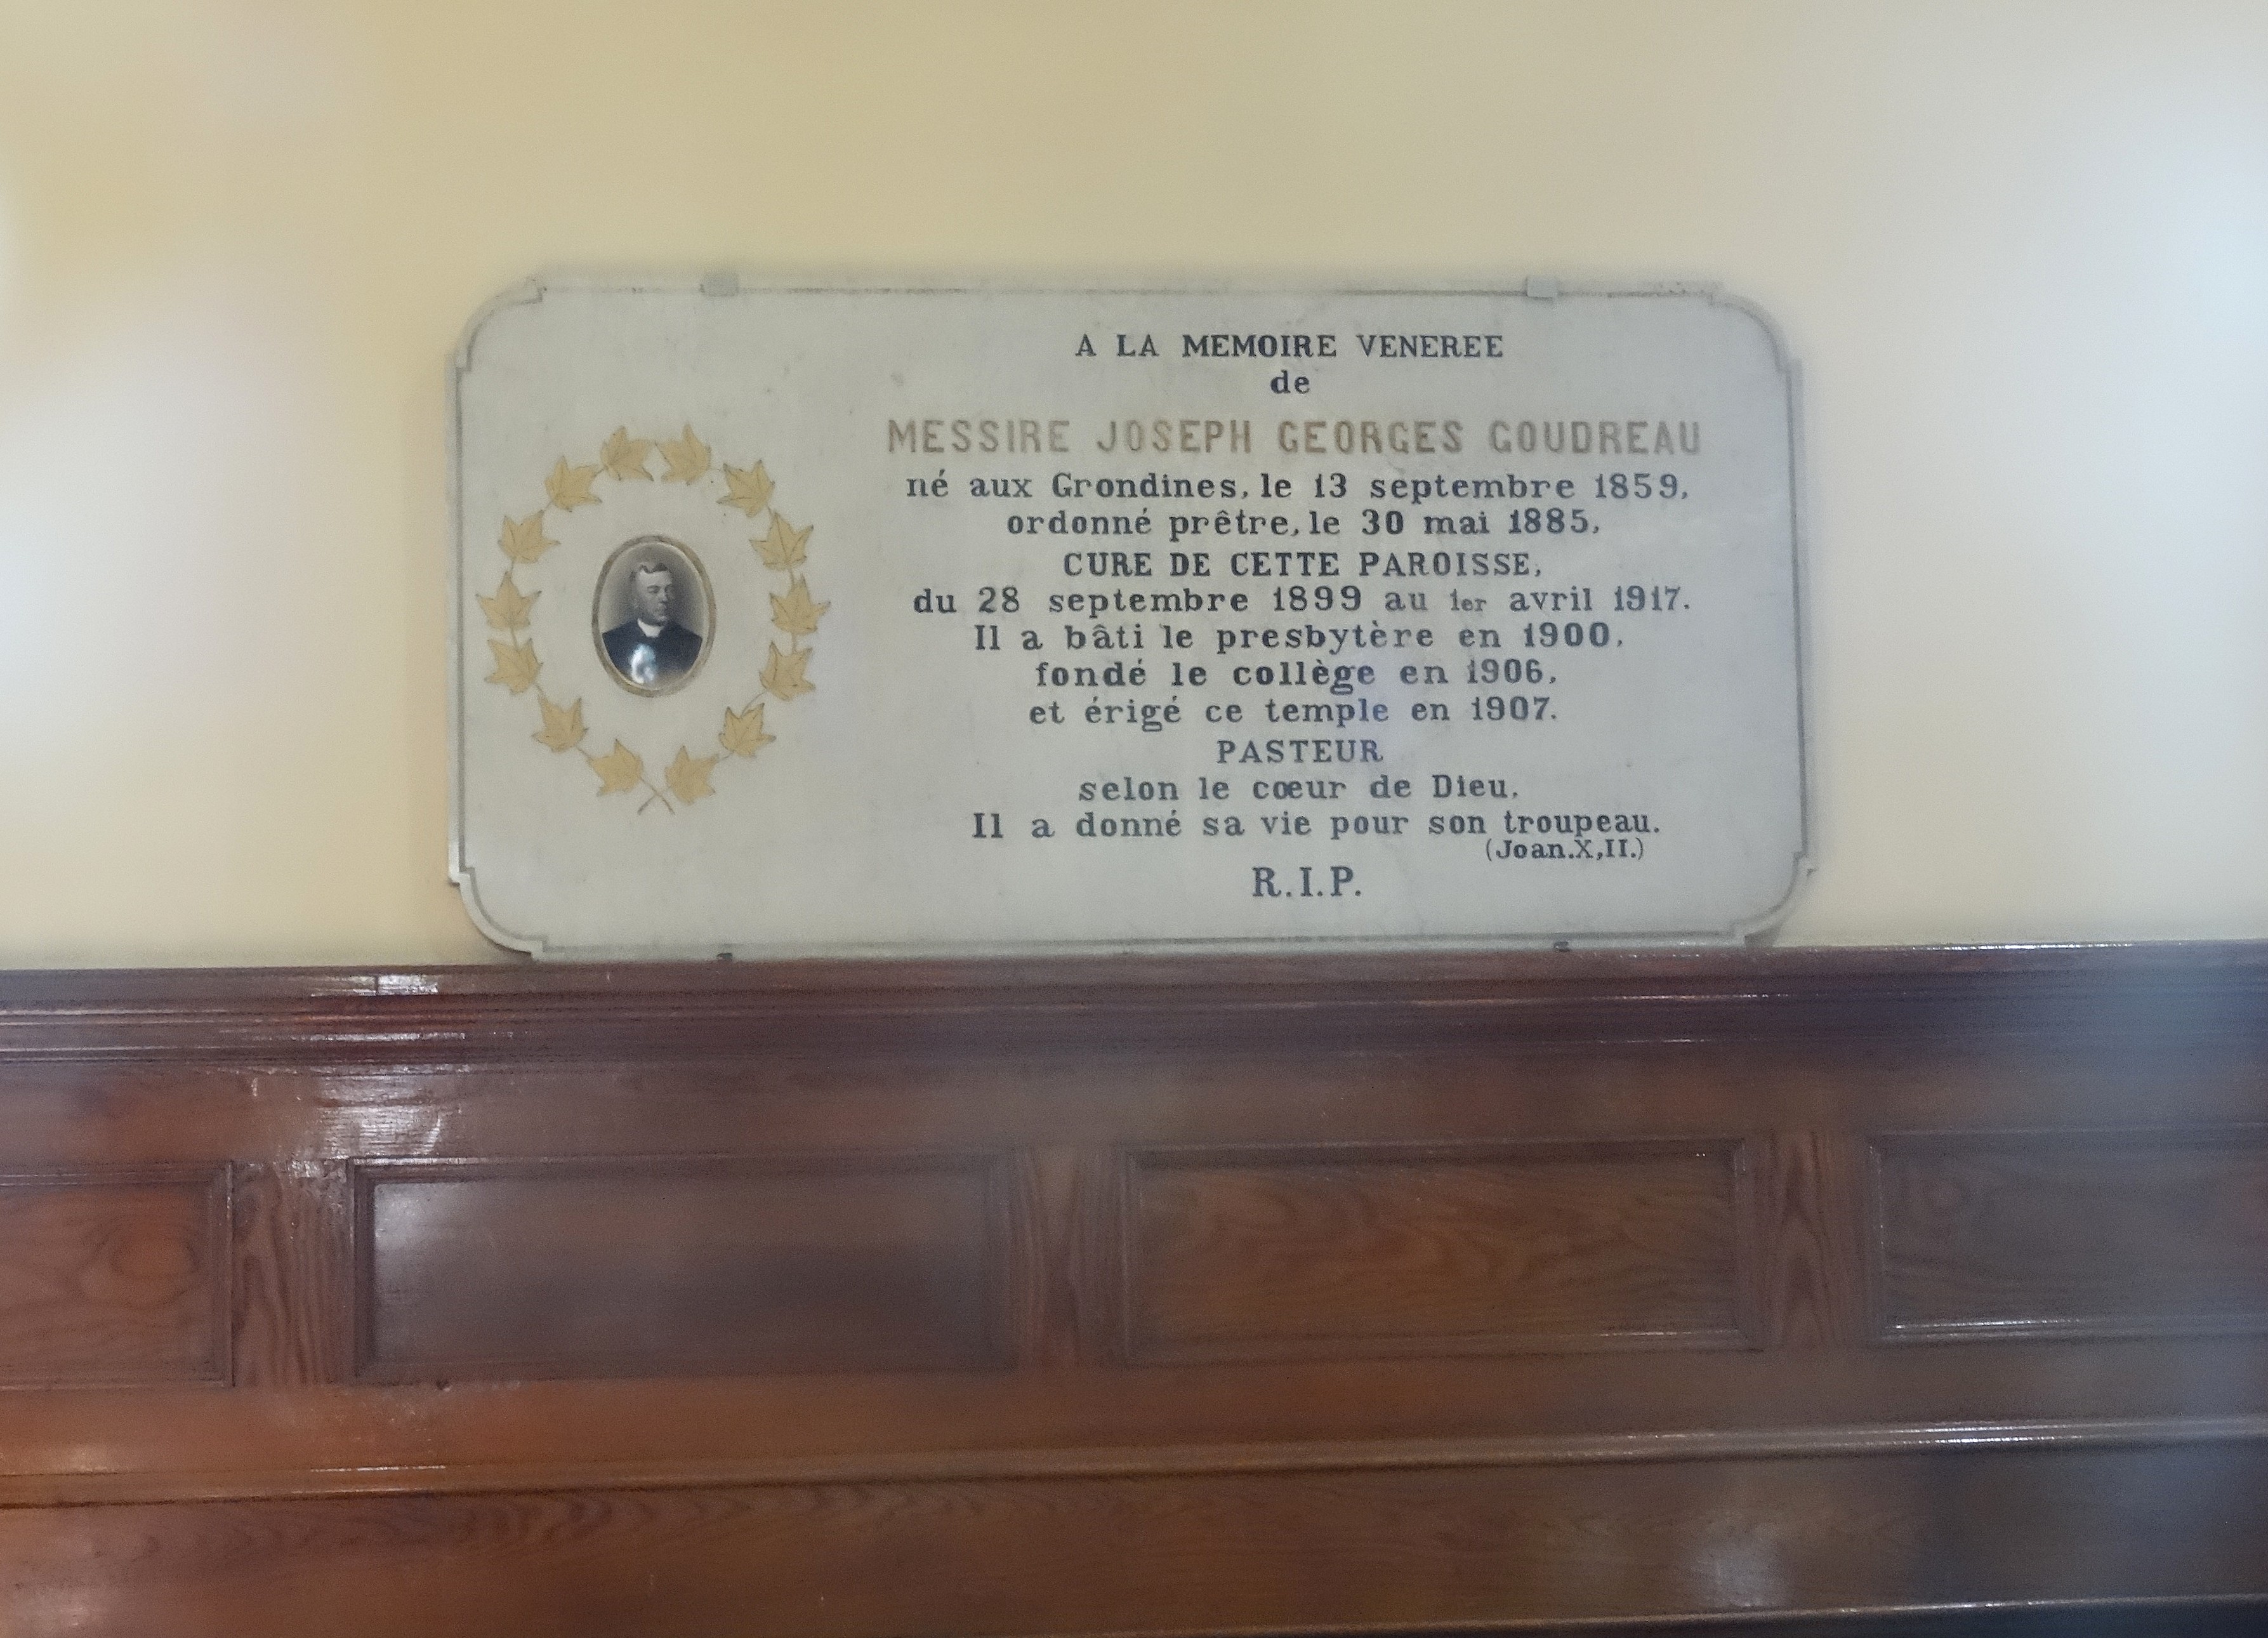 A LA MEMOIRE VENEREE
de
MESSIRE JOSEPH GEORGES GOUDREAU
né aux Grondines, le 13 septembre 1859,
ordonné prêtre, le 30 mai 1885,
CURE DE CETTE PAROISSE,
du 28 septembre 1899 au 1er avril 1917.
Il a bâti le presbytère en 1900,
fondé le collège en 1906,
et érigé ce temple en 1907.
PASTEUR
selon le cœur de Dieu,
Il a donné sa vie pour son troupeau.
(Joan.X,II.)
R.I.P.